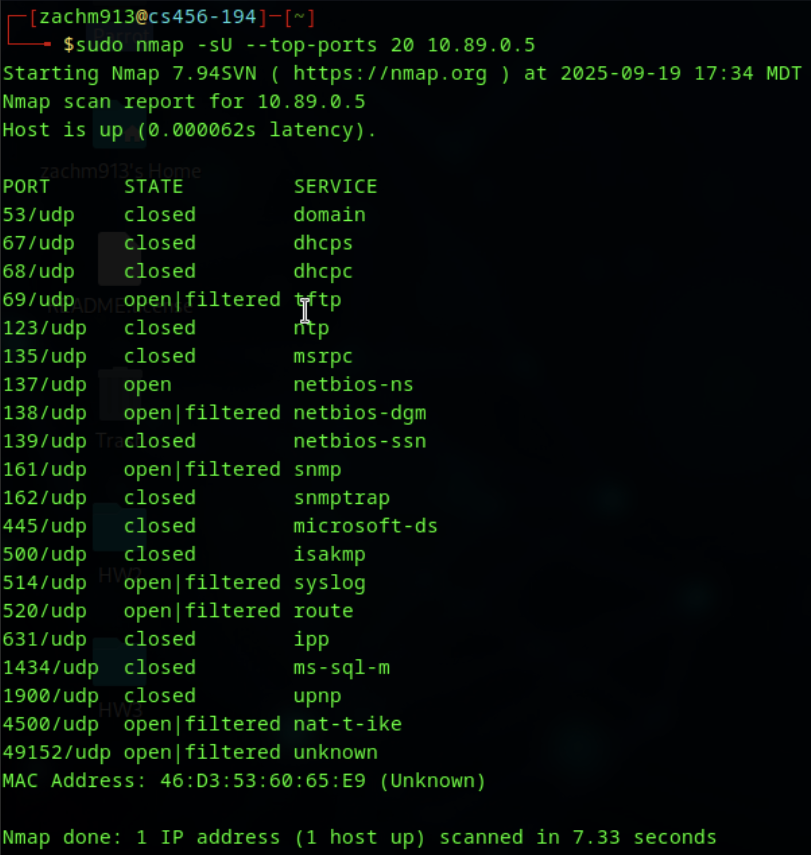 ┌─[zachm913@cs456-194]─[~]
└──╼ $sudo nmap -sU --top-ports 20 10.89.0.5
Starting Nmap 7.94SVN ( https://nmap.org ) at 2025-09-19 17:34 MDT
Nmap scan report for 10.89.0.5
Host is up (0.000062s latency).
zachm913's Home
PORT STATE SERVICE
53/udp closed domain
67/udp closed dhcps
68/udp closed dhcpc
69/udp open|filtered tftp
123/udp closed ntp
135/udp closed msrpc
137/udp open netbios-ns
138/udp open|filtered netbios-dgm
139/udp closed netbios-ssn
161/udp open|filtered snmp
162/udp closed snmptrap
445/udp closed microsoft-ds
500/udp closed isakmp
514/udp open|filtered syslog
520/udp open|filtered route
631/udp closed ipp
1434/udp closed ms-sql-m
1900/udp closed upnp
4500/udp open|filtered nat-t-ike
49152/udp open|filtered unknown
MAC Address: 46:D3:53:60:65:E9 (Unknown)
Nmap done: 1 IP address (1 host up) scanned in 7.33 seconds